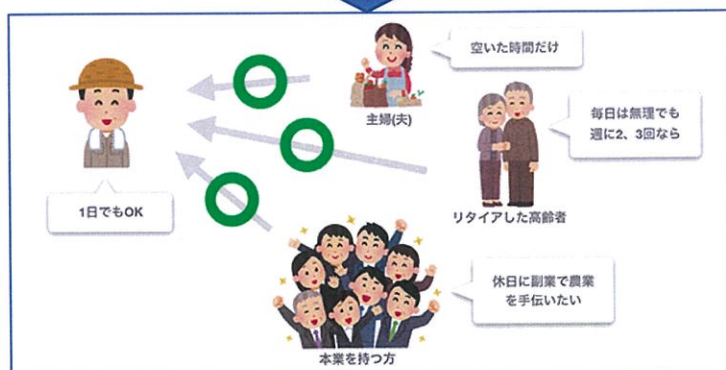 空いた時間だけ
主婦(夫)
毎日は無理でも
週に2、3回なら
1日でもOK
リタイアした高齢者
休日に副業で農業
を手伝いたい
本業を持つ方